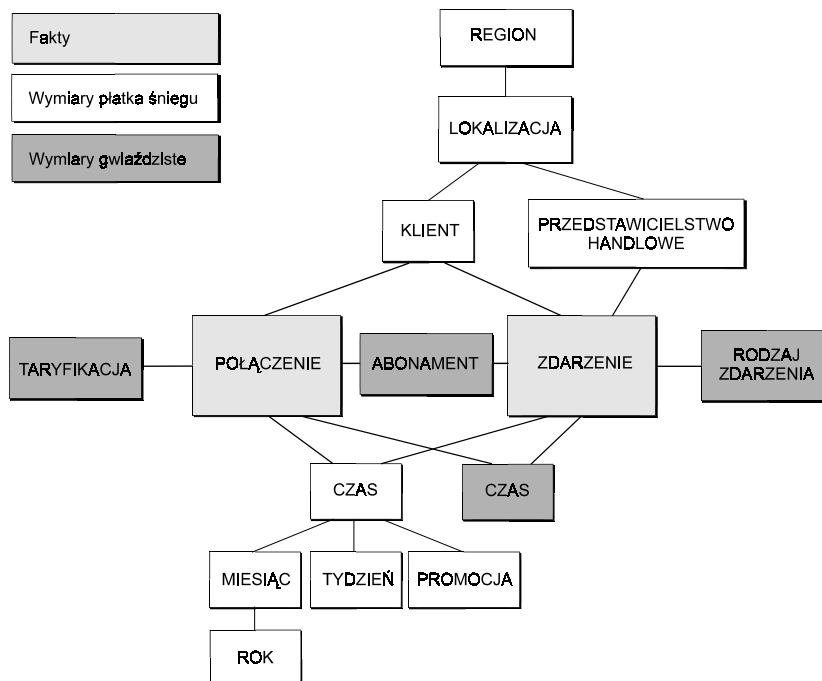 Fakty
Wymiary płatka śniegu
Wymiary gwiaździste
REGION
LOKALIZACJA
KLIENT
PRZEDSTAWICIELSTWO
HANDLOWE
TARYFIKACJA
POŁĄCZENIE
ABONAMENT
ZDARZENIE
RODZAJ
ZDARZENIA
CZAS
CZAS
MIESIĄC
TYDZIEŃ
PROMOCJA
ROK